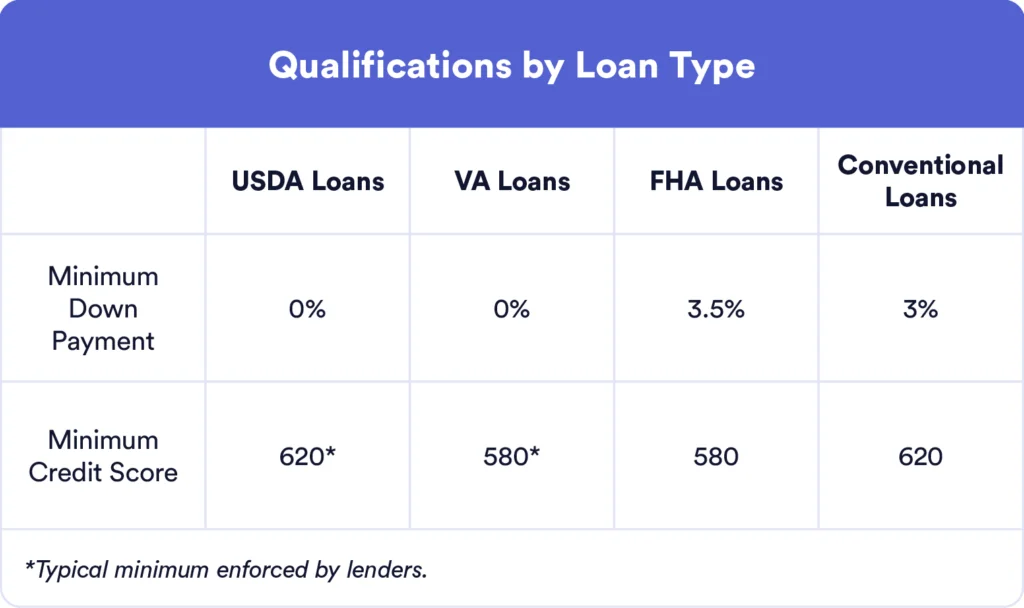 Qualifications by Loan Type
USDA Loans
VA Loans
FHA Loans
Conventional
Loans
Minimum
Down
Payment
0%
0%
3.5%
3%
Minimum
Credit Score
620*
580*
580
620
*Typical minimum enforced by lenders.